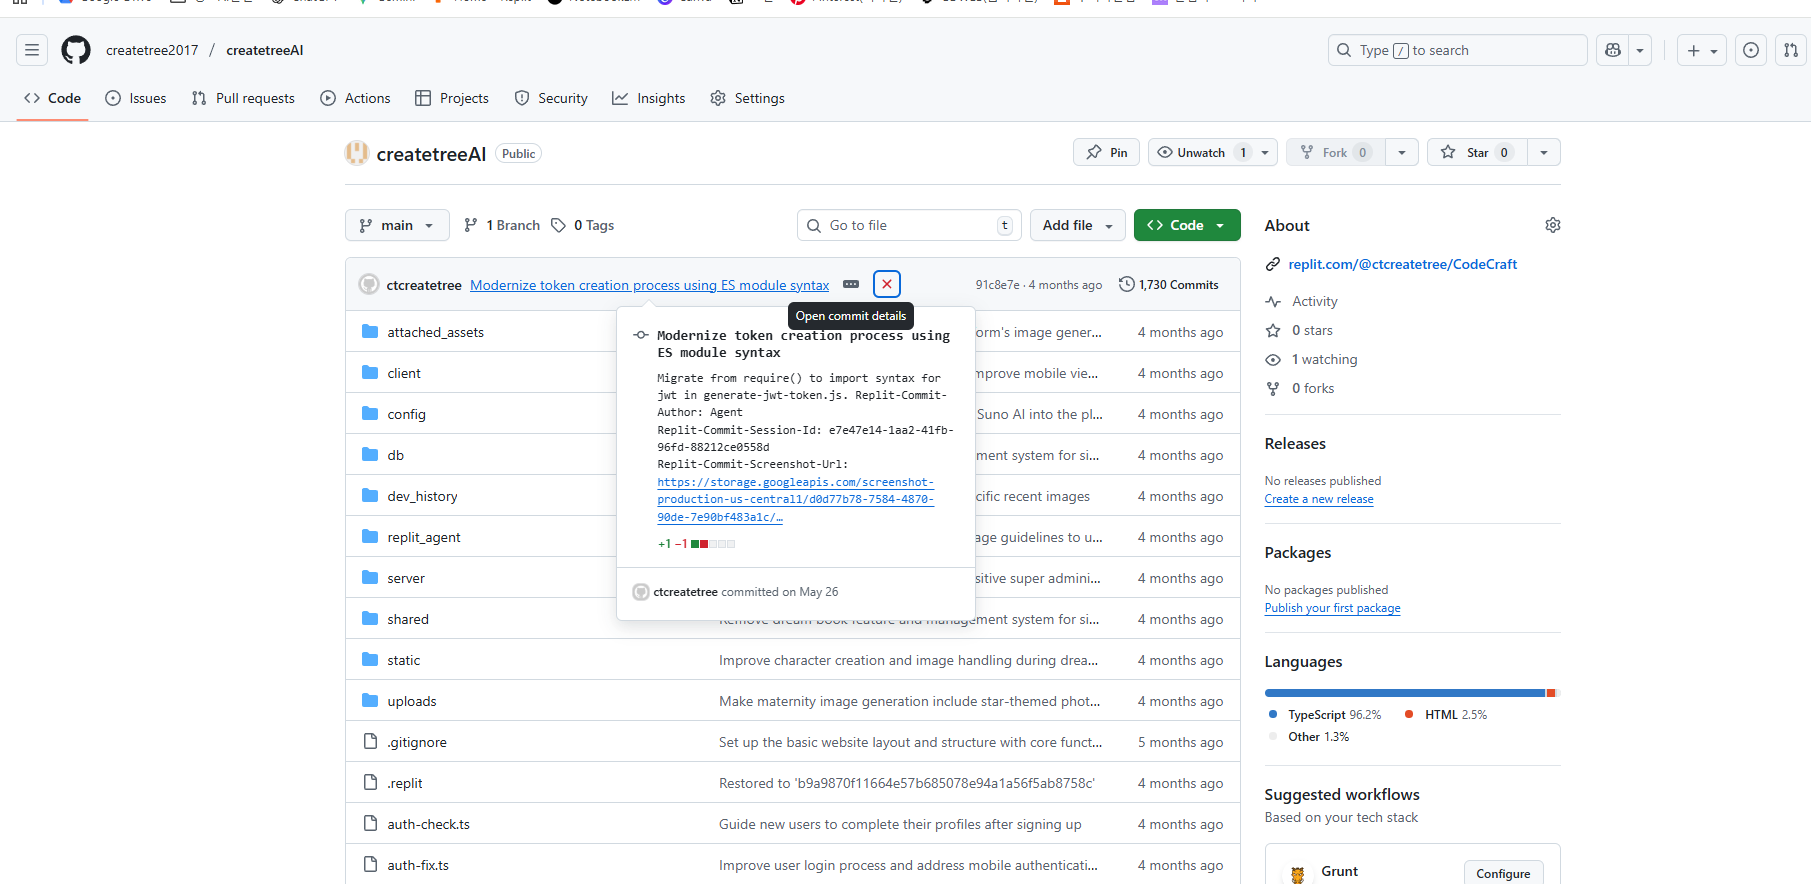 createtree2017 / createtreeAI
Type / to search
Code
Issues
Pull requests
Actions
Projects
Security
Insights
Settings
createtreeAI
Public
Pin
Unwatch 1
Fork 0
Star 0
main
1 Branch
0 Tags
Go to file
t
Add file
Code
ctcreatetree Modernize token creation process using ES module syntax
91c8e7e · 4 months ago
1,730 Commits
Open commit details
Modernize token creation process using
ES module syntax
Migrate from require() to import syntax for
jwt in generate-jwt-token.js. Replit-Commit-
Author: Agent
Replit-Commit-Session-Id: e7e47e14-1aa2-41fb-
96fd-88212ce0558d
Replit-Commit-Screenshot-Url:
https://storage.googleapis.com/screenshot-
production-us-central1/d0d77b78-7584-4870-
90de-7e90bf483a1c/…
+1 −1
ctcreatetree committed on May 26
attached_assets orm's image gener... 4 months ago
client mprove mobile vie... 4 months ago
config Suno AI into the pl... 4 months ago
db ment system for si... 4 months ago
dev_history cific recent images 4 months ago
replit_agent age guidelines to u... 4 months ago
server sitive super admini... 4 months ago
shared Remove dream book feature and management system for si... 4 months ago
static Improve character creation and image handling during drea... 4 months ago
uploads Make maternity image generation include star-themed phot... 4 months ago
.gitignore Set up the basic website layout and structure with core funct... 5 months ago
.replit Restored to 'b9a9870f11664e57b685078e94a1a56f5ab8758c' 4 months ago
auth-check.ts Guide new users to complete their profiles after signing up 4 months ago
auth-fix.ts Improve user login process and address mobile authenticati... 4 months ago
About
replit.com/@ctcreatetree/CodeCraft
Activity
0 stars
1 watching
0 forks
Releases
No releases published
Create a new release
Packages
No packages published
Publish your first package
Languages
TypeScript 96.2%
HTML 2.5%
Other 1.3%
Suggested workflows
Based on your tech stack
Grunt
Configure